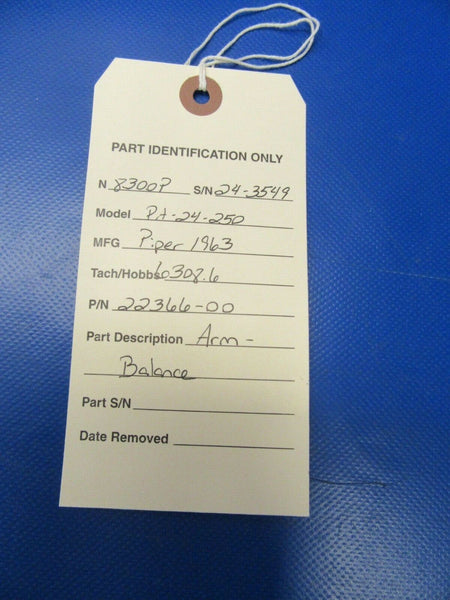 PART IDENTIFICATION ONLY
N 8300P S/N 24-3549
Model PA-24-250
MFG Piper 1963
Tach/Hobbs 6308.6
P/N 22366-00
Part Description Arm-
Balance
Part S/N
Date Removed